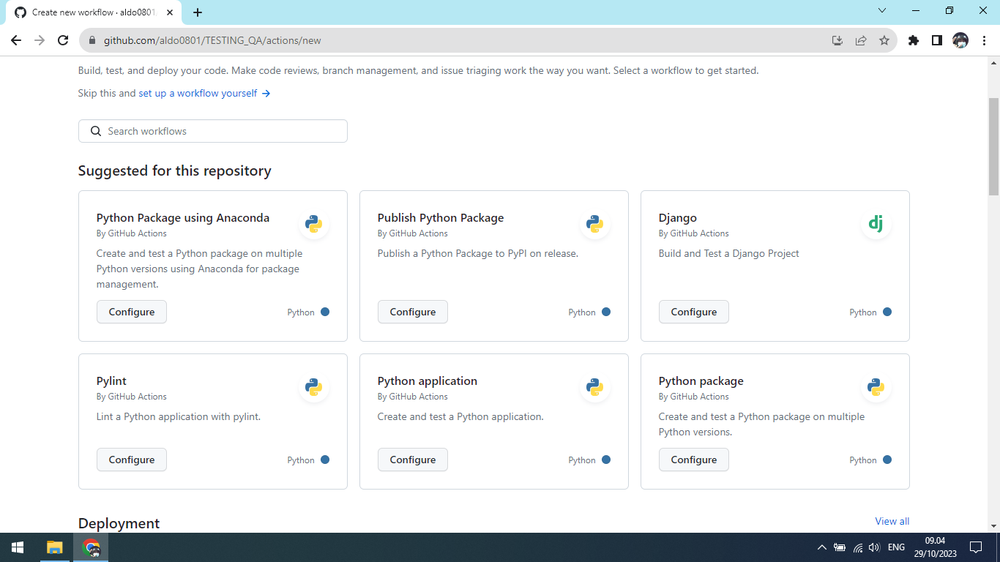 Create new workflow · aldo0801
github.com/aldo0801/TESTING_QA/actions/new
Build, test, and deploy your code. Make code reviews, branch management, and issue triaging work the way you want. Select a workflow to get started.
Skip this and set up a workflow yourself →
Search workflows
Suggested for this repository
Python Package using Anaconda
By GitHub Actions
Create and test a Python package on multiple
Python versions using Anaconda for package
management.
Configure
Python
Publish Python Package
By GitHub Actions
Publish a Python Package to PyPI on release.
Configure
Python
Django
By GitHub Actions
Build and Test a Django Project
Configure
Python
dj
Pylint
By GitHub Actions
Lint a Python application with pylint.
Configure
Python
Python application
By GitHub Actions
Create and test a Python application.
Configure
Python
Python package
By GitHub Actions
Create and test a Python package on multiple
Python versions.
Configure
Python
Deployment
View all
ENG
09.04
29/10/2023